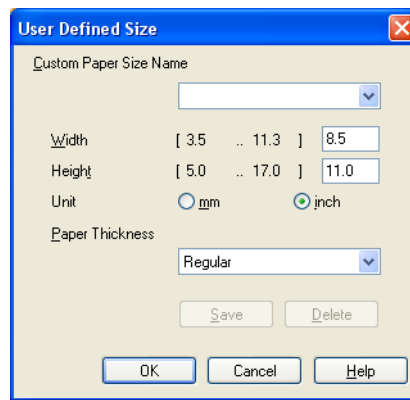 User Defined Size
Custom Paper Size Name
Width [ 3.5 .. 11.3 ] 8.5
Height [ 5.0 .. 17.0 ] 11.0
Unit mm inch
Paper Thickness
Regular
Save Delete
OK Cancel Help